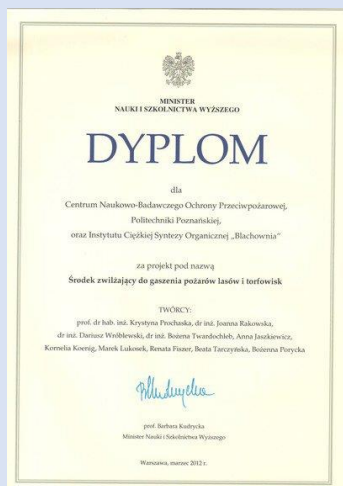 MINISTER
NAUKI I SZKOLNICTWA WYŻSZEGO
DYPLOM
dla
Centrum Naukowo-Badawczego Ochrony Przeciwpożarowej,
Politechniki Poznańskiej,
oraz Instytutu Ciężkiej Syntezy Organicznej „Blachownia”
za projekt pod nazwą
Środek zwilżający do gaszenia pożarów lasów i torfowisk
TWÓRCY:
prof. dr hab. inż. Krystyna Prochaska, dr inż. Joanna Rakowska,
dr inż. Dariusz Wróblewski, dr inż. Bożena Twardochleb, Anna Jaszkiewicz,
Kornelia Koenig, Marek Lukosek, Renata Fiszer, Beata Tarczyńska, Bożenna Porycka
prof. Barbara Kudrycka
Minister Nauki i Szkolnictwa Wyższego
Warszawa, marzec 2012 r.